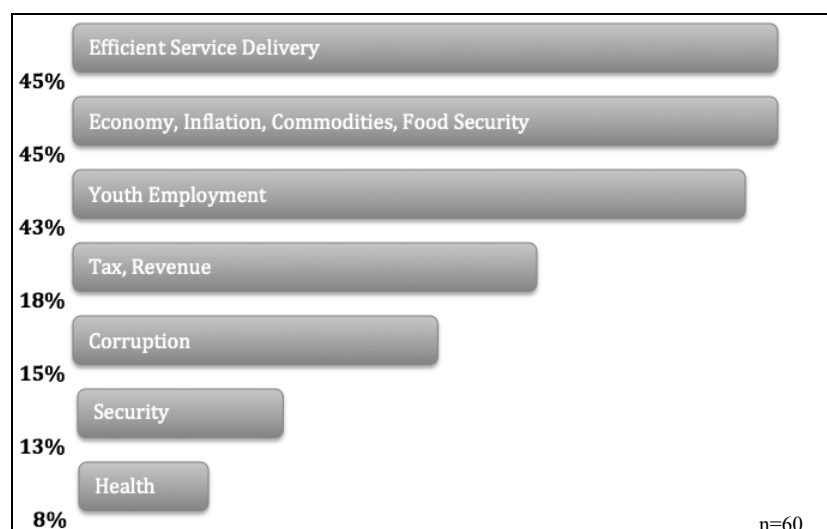 Efficient Service Delivery
45%
Economy, Inflation, Commodities, Food Security
45%
Youth Employment
43%
Tax, Revenue
18%
Corruption
15%
Security
13%
Health
8%
n=60